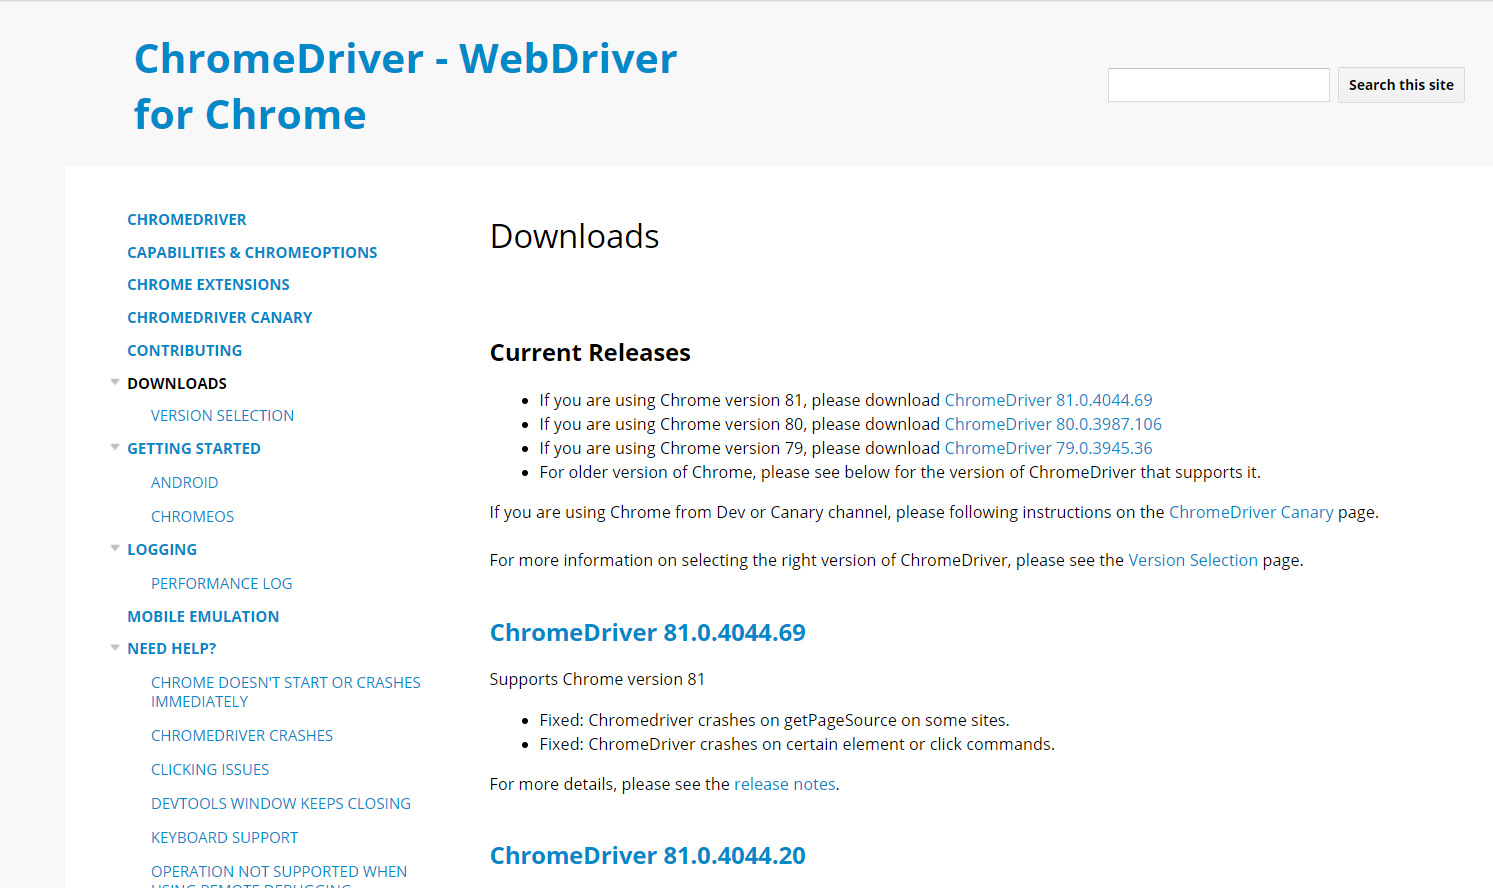 ChromeDriver - WebDriver
for Chrome
Search this site
CHROMEDRIVER
CAPABILITIES & CHROMEOPTIONS
CHROME EXTENSIONS
CHROMEDRIVER CANARY
CONTRIBUTING
DOWNLOADS
VERSION SELECTION
GETTING STARTED
ANDROID
CHROMEOS
LOGGING
PERFORMANCE LOG
MOBILE EMULATION
NEED HELP?
CHROME DOESN'T START OR CRASHES
IMMEDIATELY
CHROMEDRIVER CRASHES
CLICKING ISSUES
DEVTOOLS WINDOW KEEPS CLOSING
KEYBOARD SUPPORT
OPERATION NOT SUPPORTED WHEN
USING REMOTE DEBUGGING
Downloads
Current Releases
• If you are using Chrome version 81, please download ChromeDriver 81.0.4044.69
• If you are using Chrome version 80, please download ChromeDriver 80.0.3987.106
• If you are using Chrome version 79, please download ChromeDriver 79.0.3945.36
• For older version of Chrome, please see below for the version of ChromeDriver that supports it.
If you are using Chrome from Dev or Canary channel, please following instructions on the ChromeDriver Canary page.
For more information on selecting the right version of ChromeDriver, please see the Version Selection page.
ChromeDriver 81.0.4044.69
Supports Chrome version 81
• Fixed: Chromedriver crashes on getPageSource on some sites.
• Fixed: ChromeDriver crashes on certain element or click commands.
For more details, please see the release notes.
ChromeDriver 81.0.4044.20